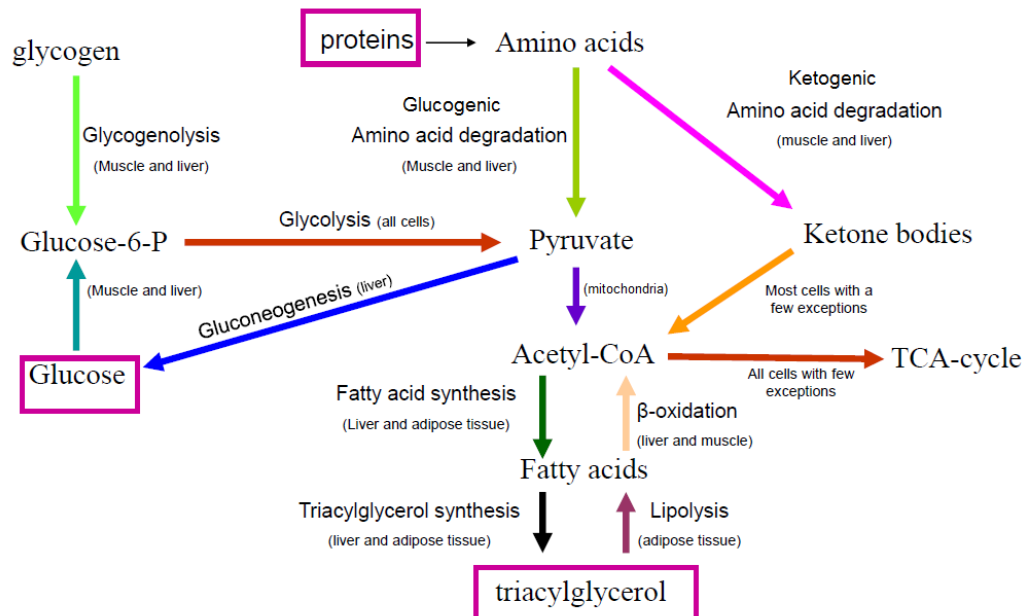 proteins
Amino acids
glycogen
Ketogenic
Amino acid degradation
(muscle and liver)
Glucogenic
Amino acid degradation
(Muscle and liver)
Glycogenolysis
(Muscle and liver)
Glycolysis (all cells)
Glucose-6-P
Pyruvate
Ketone bodies
(Muscle and liver)
Gluconeogenesis (liver)
(mitochondria)
Most cells with a
few exceptions
Glucose
Acetyl-CoA
TCA-cycle
All cells with few
exceptions
Fatty acid synthesis
(Liver and adipose tissue)
β-oxidation
(liver and muscle)
Fatty acids
Triacylglycerol synthesis
(liver and adipose tissue)
Lipolysis
(adipose tissue)
triacylglycerol